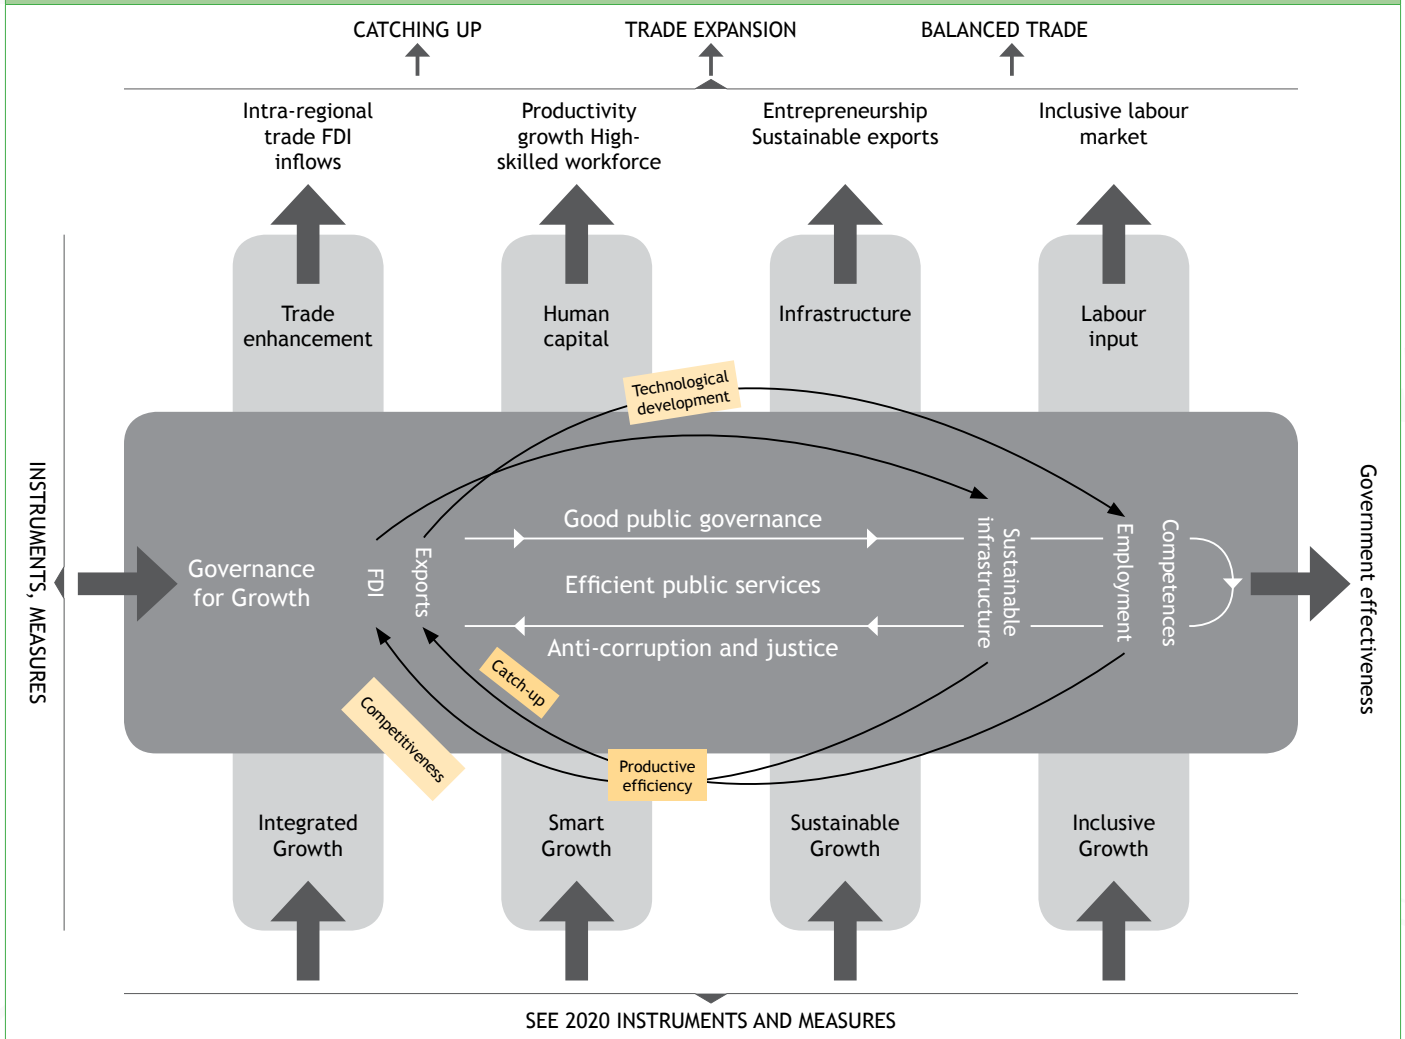 CATCHING UP
TRADE EXPANSION
BALANCED TRADE
Intra-regional
trade FDI
inflows
Productivity
growth High-
skilled workforce
Entrepreneurship
Sustainable exports
Inclusive labour
market
Trade
enhancement
Human
capital
Infrastructure
Labour
input
Technological
development
INSTRUMENTS, MEASURES
Governance
for Growth
FDI
Exports
Good public governance
Efficient public services
Anti-corruption and justice
Sustainable
infrastructure
Employment
Competences
Government effectiveness
Catch-up
Competitiveness
Productive
efficiency
Integrated
Growth
Smart
Growth
Sustainable
Growth
Inclusive
Growth
SEE 2020 INSTRUMENTS AND MEASURES